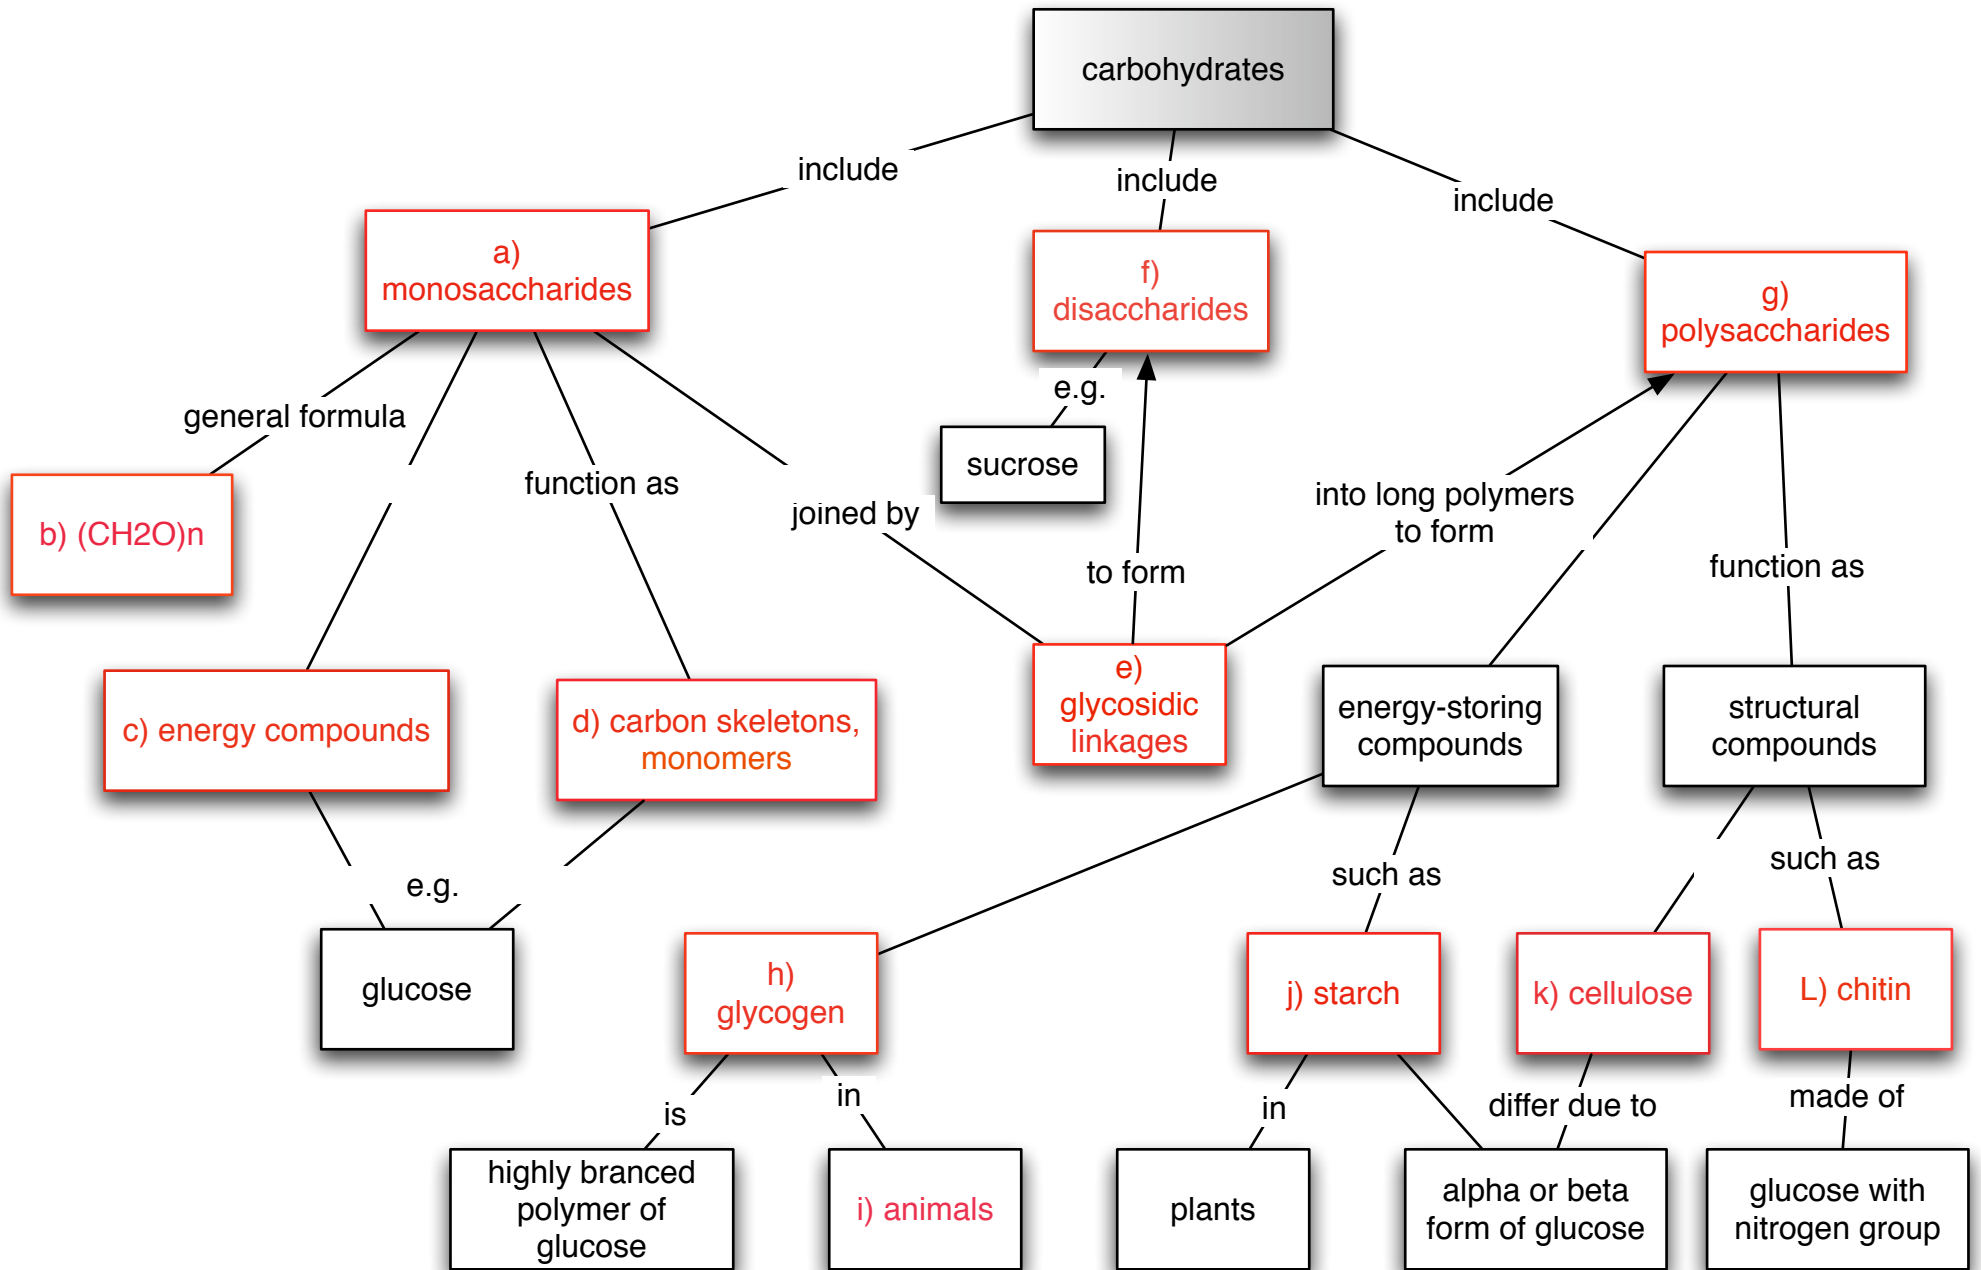 carbohydrates
include
include
include
a)
monosaccharides
f)
disaccharides
g)
polysaccharides
general formula
function as
e.g.
sucrose
joined by
into long polymers
to form
b) (CH2O)n
to form
function as
c) energy compounds
d) carbon skeletons,
monomers
e)
glycosidic
linkages
energy-storing
compounds
structural
compounds
e.g.
such as
such as
glucose
h)
glycogen
j) starch
k) cellulose
L) chitin
is
in
in
differ due to
made of
highly branced
polymer of
glucose
i) animals
plants
alpha or beta
form of glucose
glucose with
nitrogen group